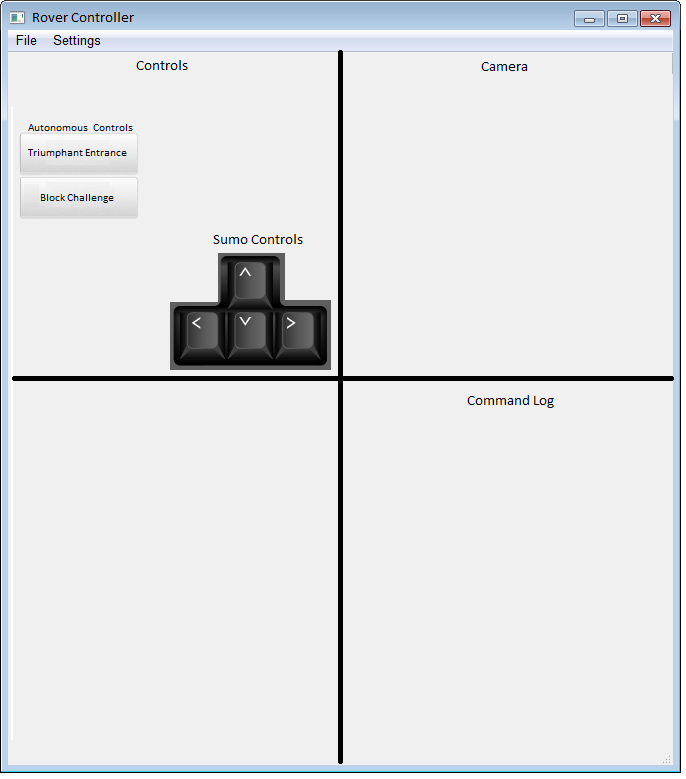 Rover Controller
File Settings
Controls
Camera
Autonomous Controls
Triumphant Entrance
Block Challenge
Sumo Controls
^
< v >
Command Log